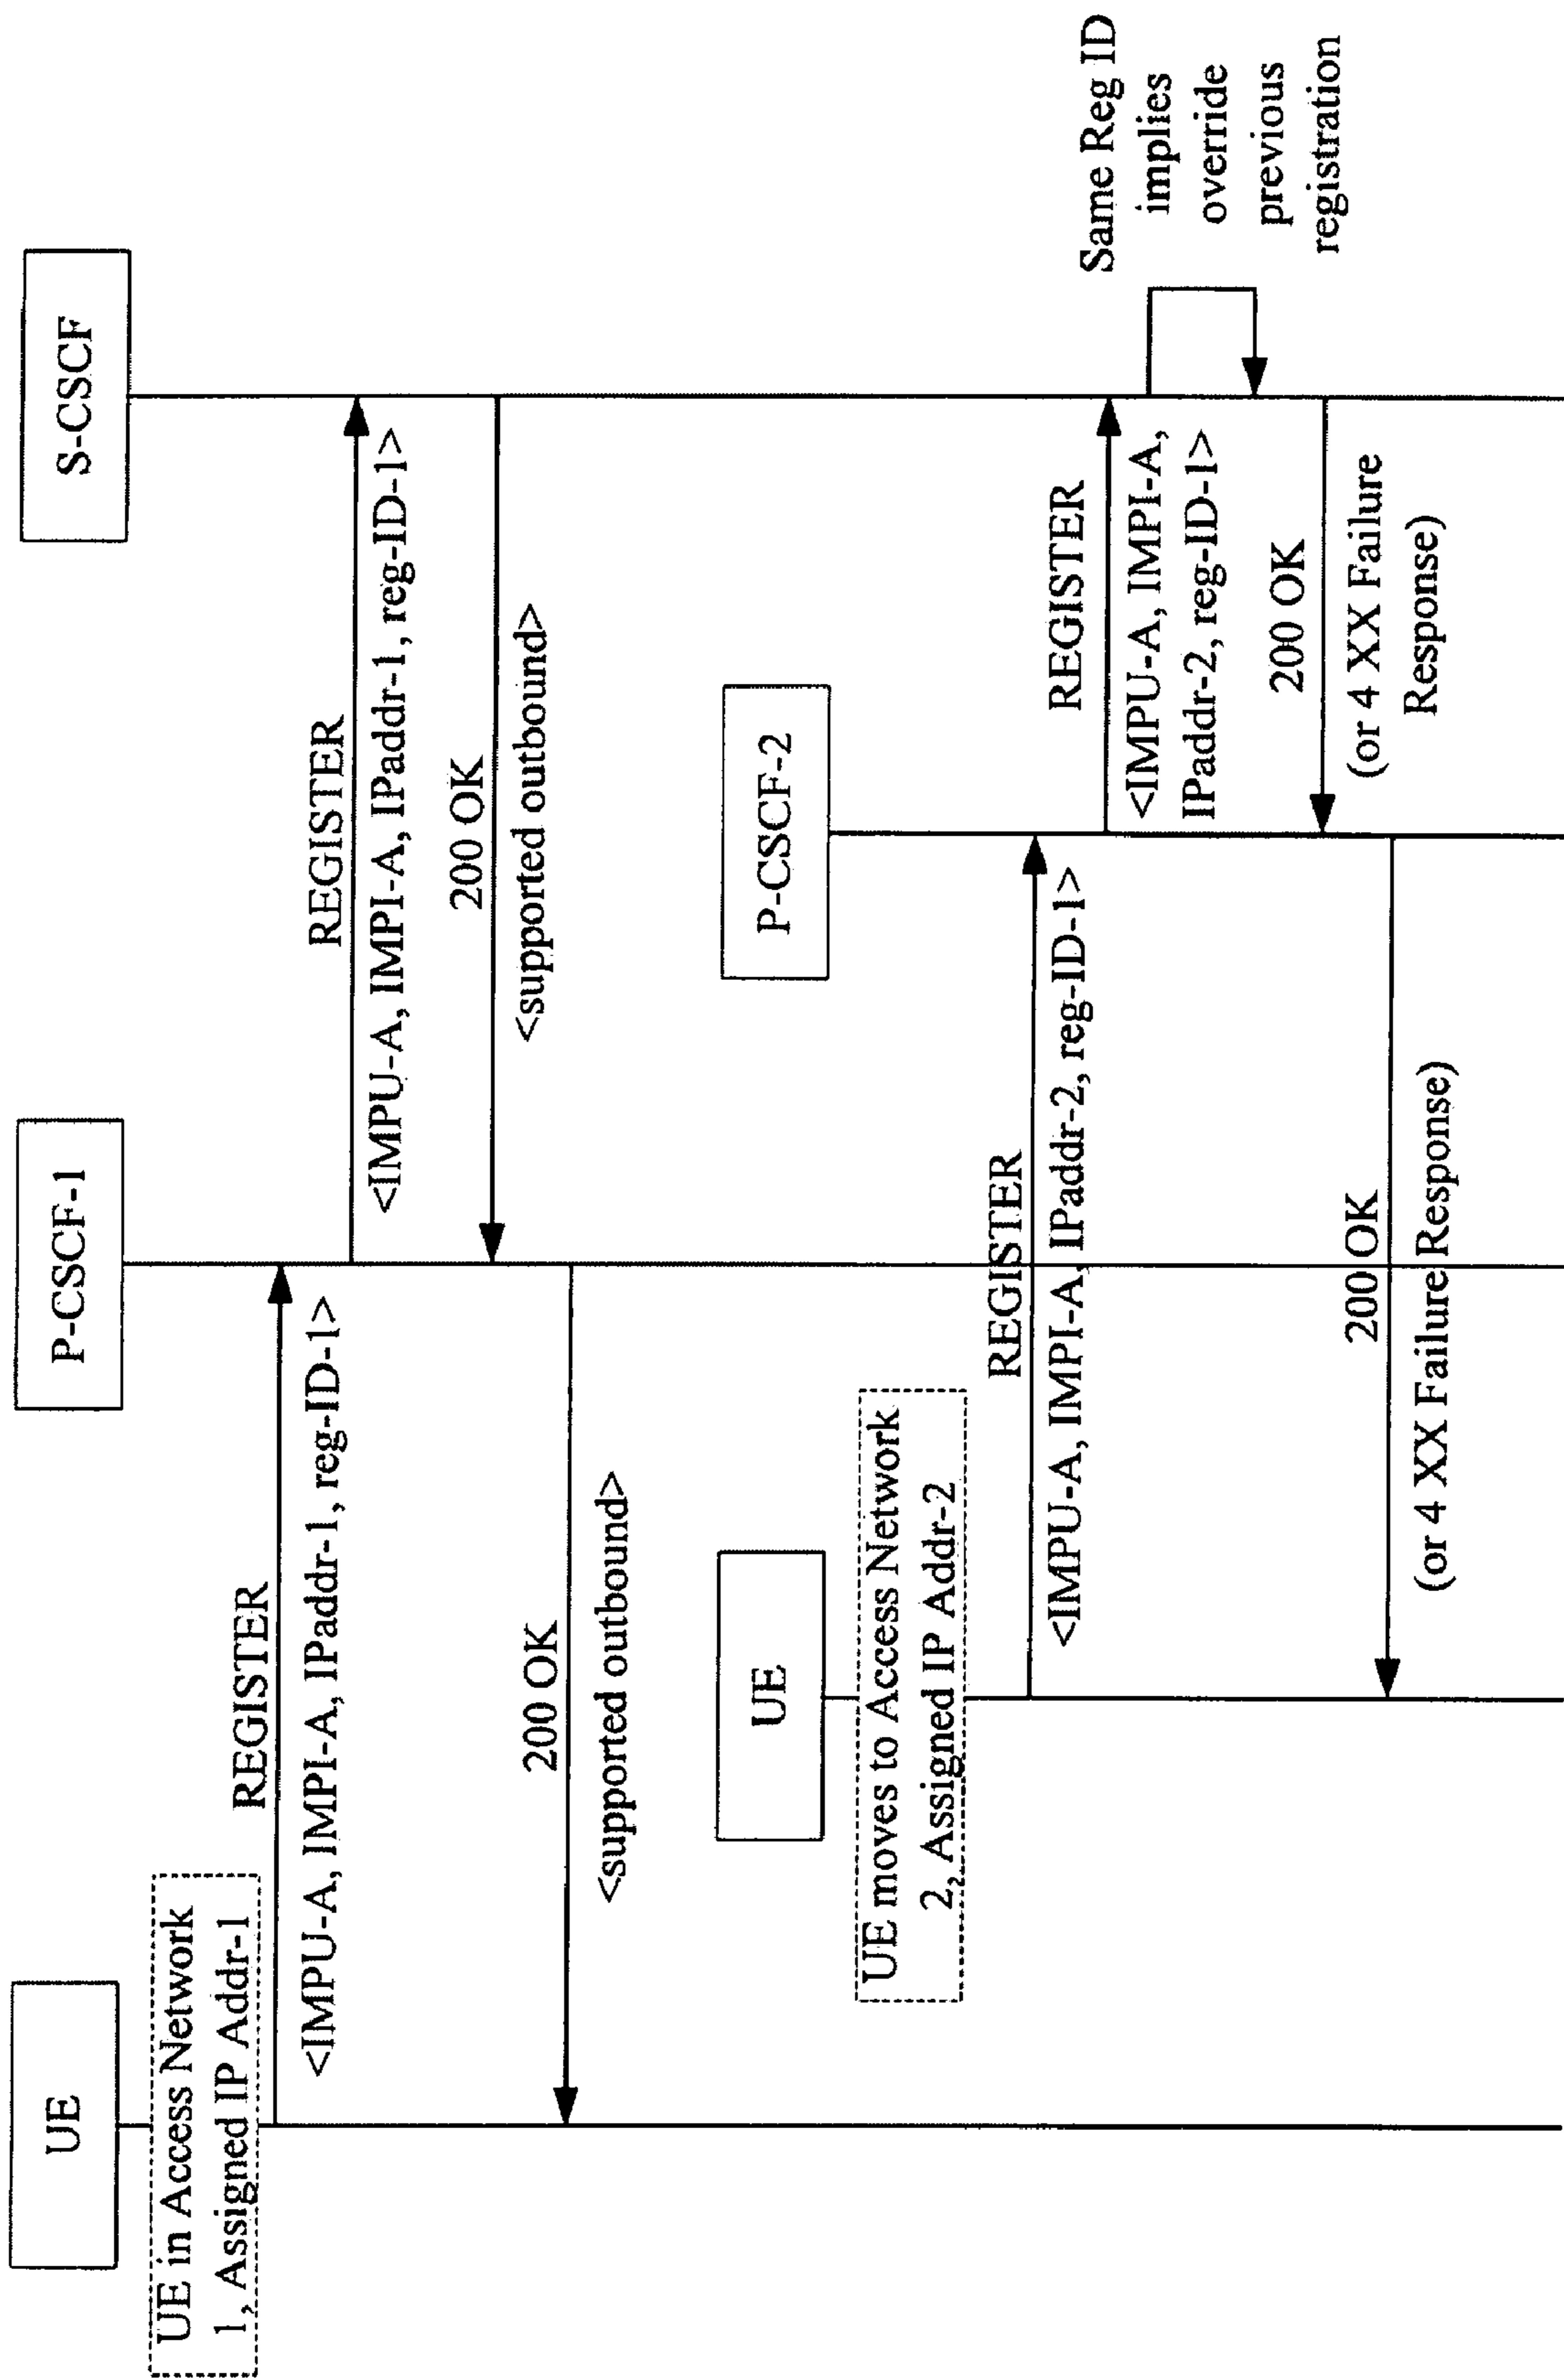 UE
P-CSCF-1
S-CSCF
UE in Access Network
1, Assigned IP Addr-1
REGISTER
<IMPU-A, IMPI-A, IPaddr-1, reg-ID-1>
REGISTER
<IMPU-A, IMPI-A, IPaddr-1, reg-ID-1>
200 OK
<supported outbound>
200 OK
<supported outbound>
UE
P-CSCF-2
UE moves to Access Network
2, Assigned IP Addr-2
REGISTER
<IMPU-A, IMPI-A, IPaddr-2, reg-ID-1>
REGISTER
<IMPU-A, IMPI-A,
IPaddr-2, reg-ID-1>
Same Reg ID
implies
override
previous
registration
200 OK
(or 4 XX Failure
Response)
200 OK
(or 4 XX Failure Response)